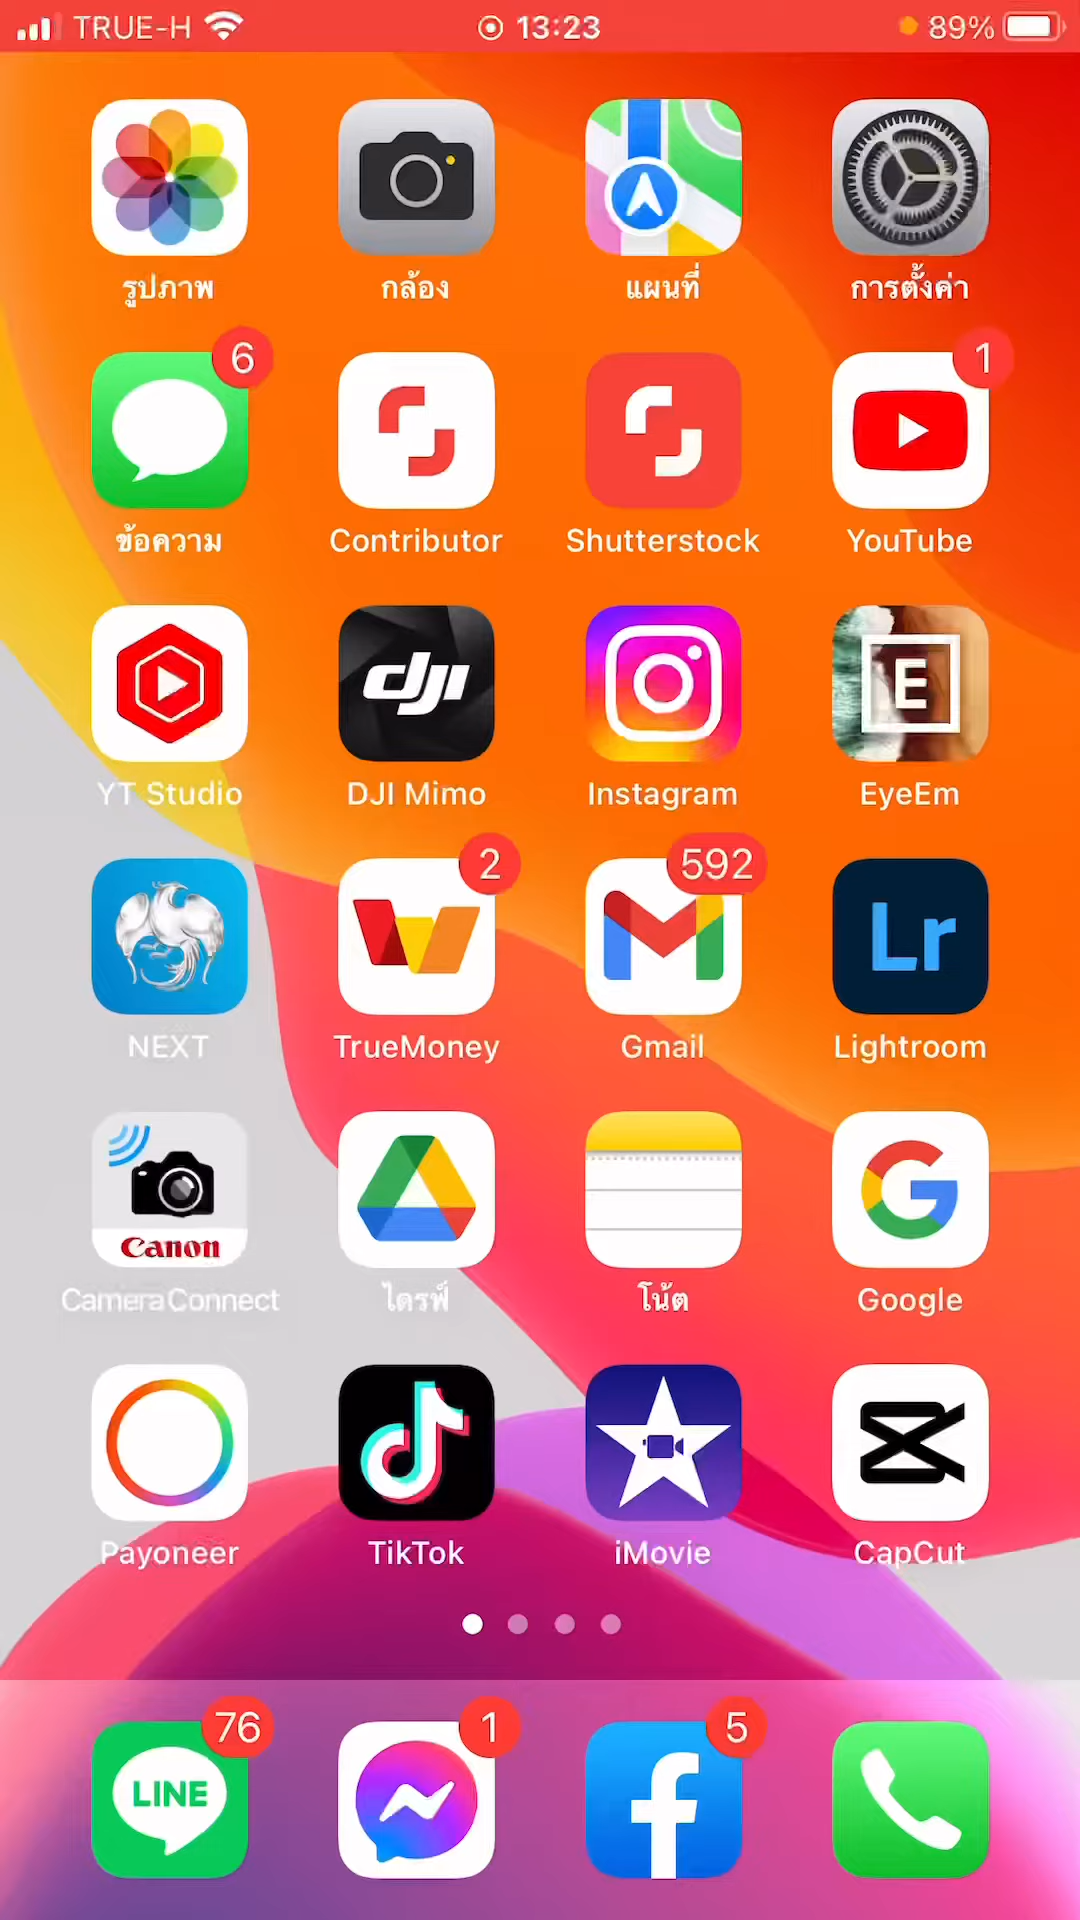 TRUE-H 13:23 89%
รูปภาพ กล้อง แผนที่ การตั้งค่า
6 1
ข้อความ Contributor Shutterstock YouTube
dji E
YT Studio DJI Mimo Instagram EyeEm
2 592
Lr
NEXT TrueMoney Gmail Lightroom
Canon
Camera Connect ไดรฟ์ โน้ต Google
Payoneer TikTok iMovie CapCut
76 1 5
LINE